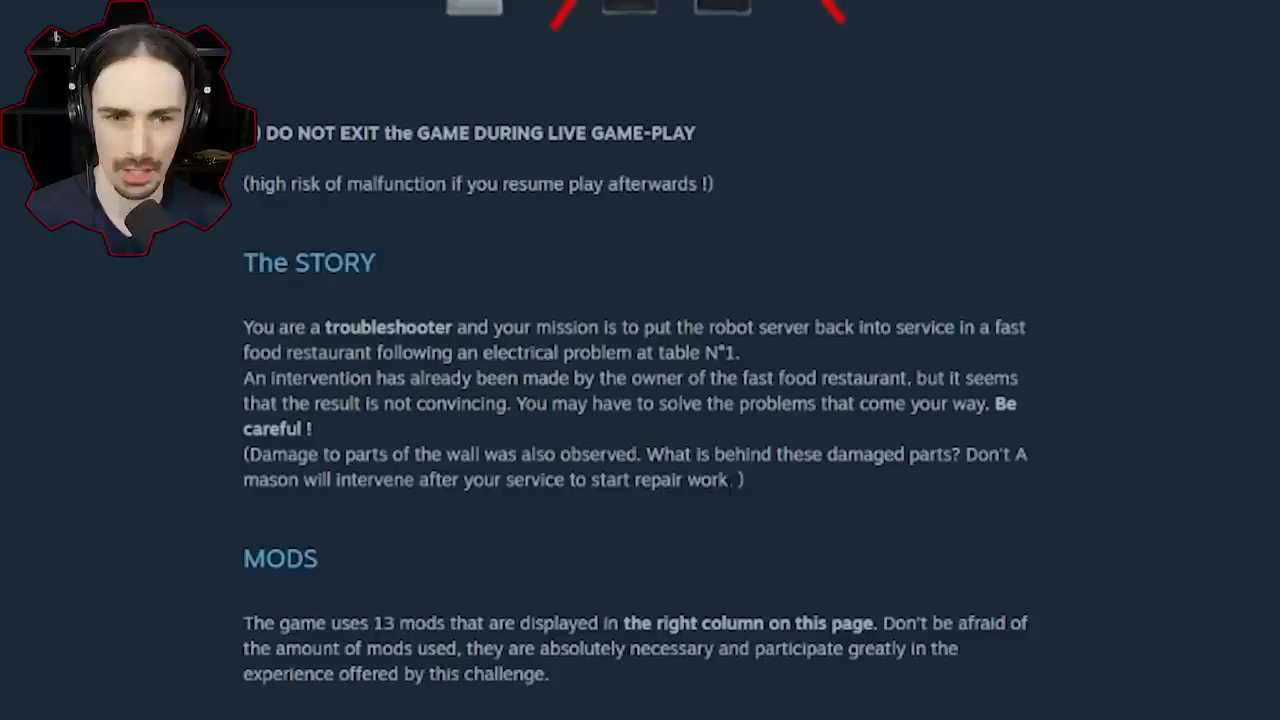 ) DO NOT EXIT the GAME DURING LIVE GAME-PLAY
(high risk of malfunction if you resume play afterwards !)
The STORY
You are a troubleshooter and your mission is to put the robot server back into service in a fast
food restaurant following an electrical problem at table N°1.
An intervention has already been made by the owner of the fast food restaurant, but it seems
that the result is not convincing. You may have to solve the problems that come your way. Be
careful !
(Damage to parts of the wall was also observed. What is behind these damaged parts? Don't A
mason will intervene after your service to start repair work )
MODS
The game uses 13 mods that are displayed in the right column on this page. Don't be afraid of
the amount of mods used, they are absolutely necessary and participate greatly in the
experience offered by this challenge.